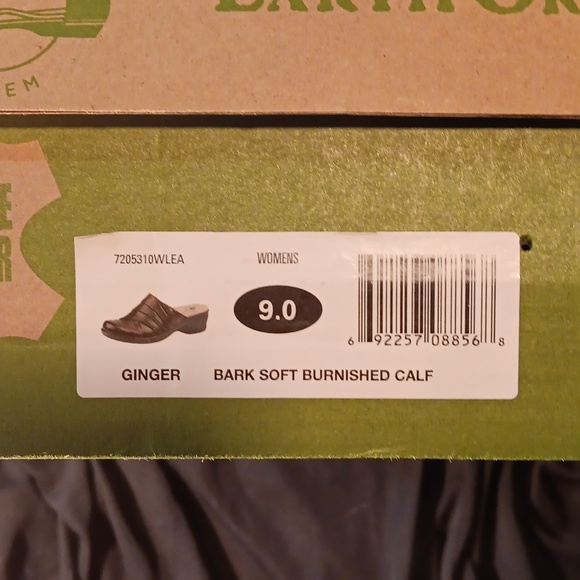 EM
7205310WLEA
WOMENS
9.0
6 92257 08856 8
GINGER BARK SOFT BURNISHED CALF